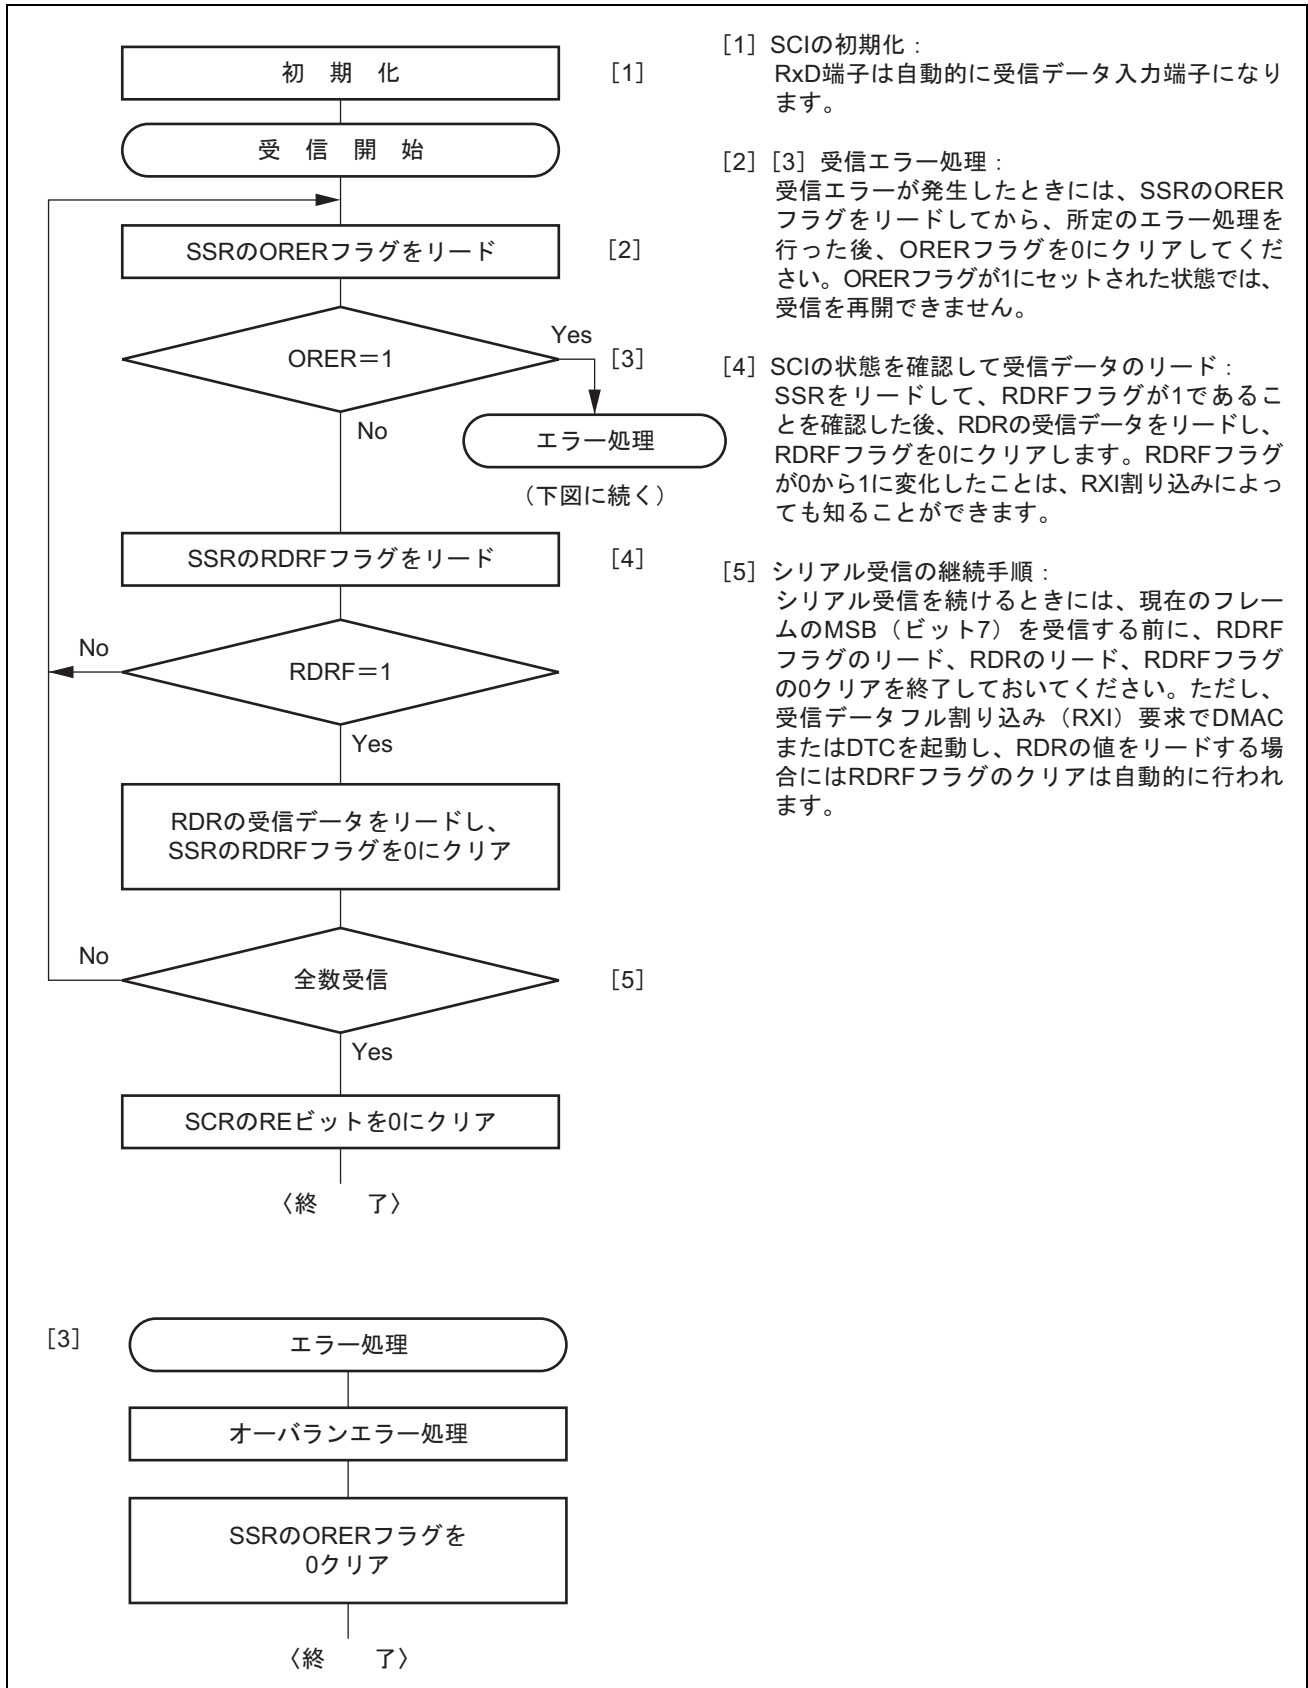 初 期 化
[1]
受 信 開 始
SSRのORERフラグをリード
[2]
ORER=1
Yes
[3]
No
エラー処理
(下図に続く)
SSRのRDRFフラグをリード
[4]
No
RDRF=1
Yes
RDRの受信データをリードし、
SSRのRDRFフラグを0にクリア
No
全数受信
[5]
Yes
SCRのREビットを0にクリア
〈終 了〉
[1] SCIの初期化：
RxD端子は自動的に受信データ入力端子になり
ます。
[2] [3] 受信エラー処理：
受信エラーが発生したときには、SSRのORER
フラグをリードしてから、所定のエラー処理を
行った後、ORERフラグを0にクリアしてくだ
さい。ORERフラグが1にセットされた状態では、
受信を再開できません。
[4] SCIの状態を確認して受信データのリード：
SSRをリードして、RDRFフラグが1であるこ
とを確認した後、RDRの受信データをリードし、
RDRFフラグを0にクリアします。RDRFフラグ
が0から1に変化したことは、RXI割り込みによっ
ても知ることができます。
[5] シリアル受信の継続手順：
シリアル受信を続けるときには、現在のフレー
ムのMSB（ビット7）を受信する前に、RDRF
フラグのリード、RDRのリード、RDRFフラグ
の0クリアを終了しておいてください。ただし、
受信データフル割り込み（RXI）要求でDMAC
またはDTCを起動し、RDRの値をリードする場
合にはRDRFフラグのクリアは自動的に行われ
ます。
[3]
エラー処理
オーバランエラー処理
SSRのORERフラグを
0クリア
〈終 了〉